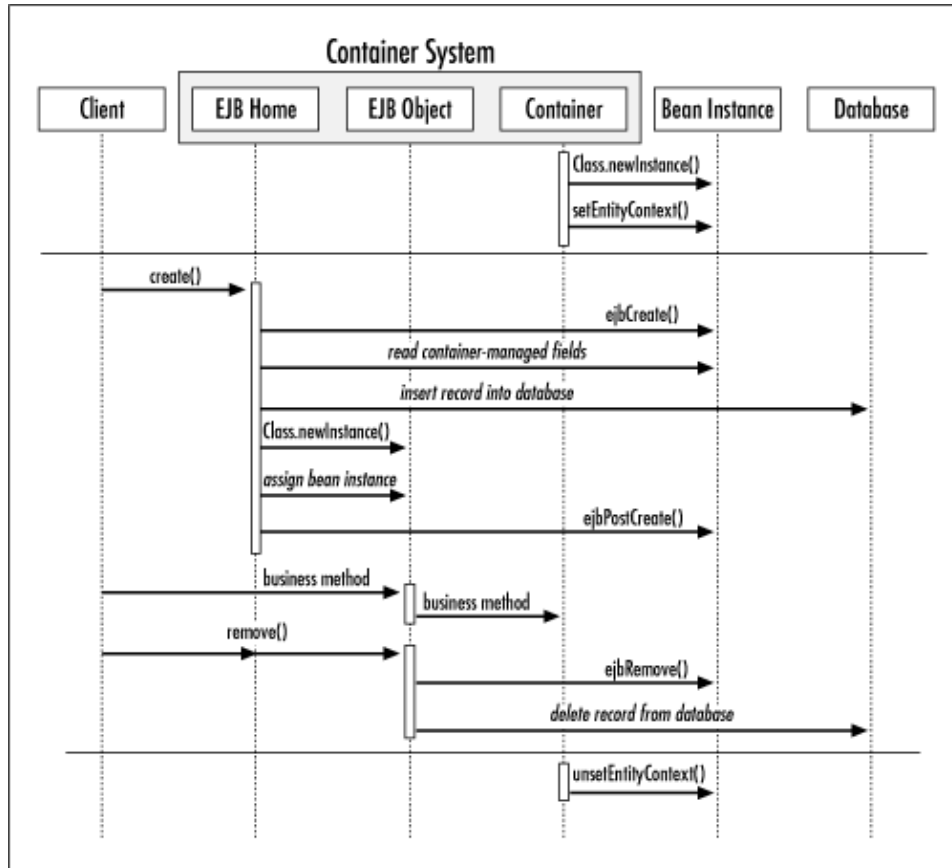 Container System
Client
EJB Home
EJB Object
Container
Bean Instance
Database
Class.newInstance()
setEntityContext()
create()
ejbCreate()
read container-managed fields
insert record into database
Class.newInstance()
assign bean instance
ejbPostCreate()
business method
business method
remove()
ejbRemove()
delete record from database
unsetEntityContext()